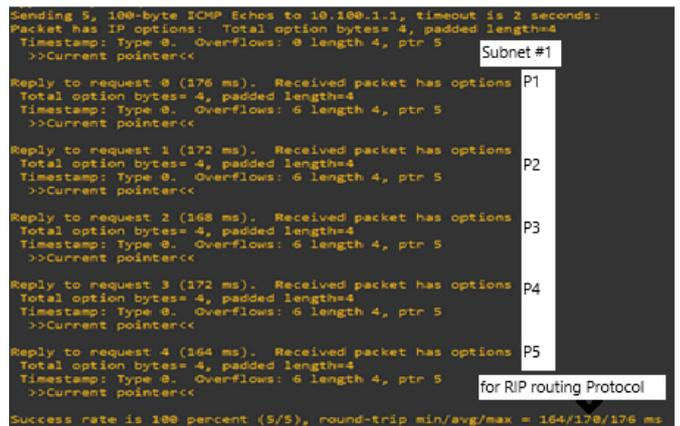 Sending 5, 100-byte ICMP Echos to 10.100.1.1, timeout is 2 seconds:
Packet has IP options:  Total option bytes= 4, padded length=4
Timestamp: Type 0.  Overflows: 0 length 4, ptr 5
>>Current pointer<<
Subnet #1
Reply to request 0 (176 ms).  Received packet has options
P1
Total option bytes= 4, padded length=4
Timestamp: Type 0.  Overflows: 6 length 4, ptr 5
>>Current pointer<<
Reply to request 1 (172 ms).  Received packet has options
P2
Total option bytes= 4, padded length=4
Timestamp: Type 0.  Overflows: 6 length 4, ptr 5
>>Current pointer<<
Reply to request 2 (168 ms).  Received packet has options
P3
Total option bytes= 4, padded length=4
Timestamp: Type 0.  Overflows: 6 length 4, ptr 5
>>Current pointer<<
Reply to request 3 (172 ms).  Received packet has options
P4
Total option bytes= 4, padded length=4
Timestamp: Type 0.  Overflows: 6 length 4, ptr 5
>>Current pointer<<
Reply to request 4 (164 ms).  Received packet has options
P5
Total option bytes= 4, padded length=4
Timestamp: Type 0.  Overflows: 6 length 4, ptr 5
>>Current pointer<<
for RIP routing Protocol
Success rate is 100 percent (5/5), round-trip min/avg/max = 164/170/176 ms